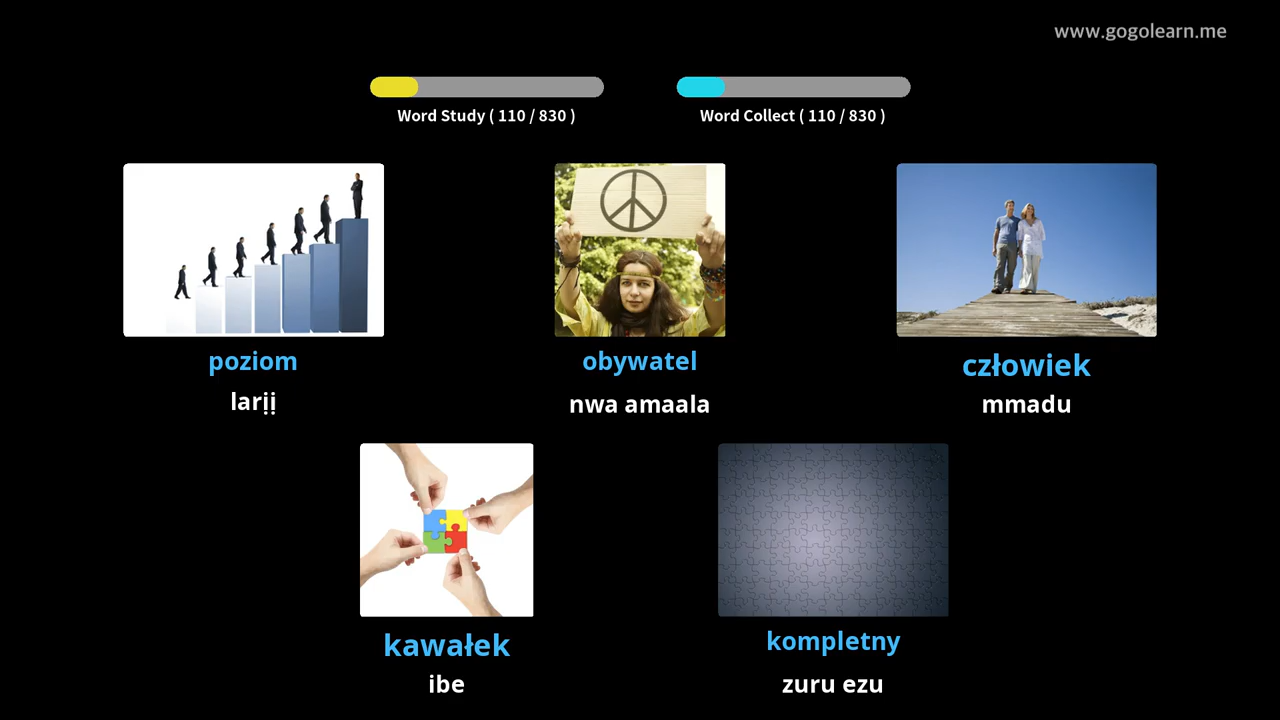 www.gogolearn.me
Word Study ( 110 / 830 )
Word Collect ( 110 / 830 )
poziom
obywatel
człowiek
larịị
nwa amaala
mmadu
kawałek
kompletny
ibe
zuru ezu